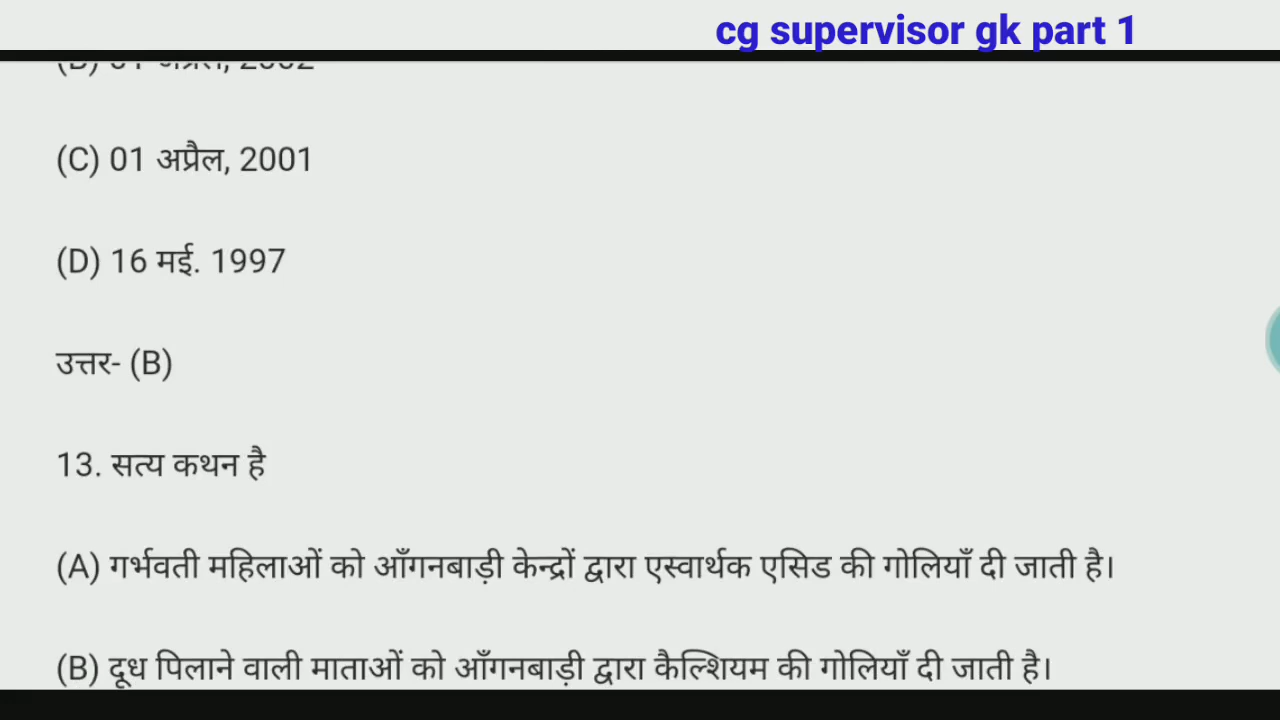 cg supervisor gk part 1
(C) 01 अप्रैल, 2001
(D) 16 मई. 1997
उत्तर- (B)
13. सत्य कथन है
(A) गर्भवती महिलाओं को आँगनबाड़ी केन्द्रों द्वारा एस्वार्थक एसिड की गोलियाँ दी जाती है।
(B) दूध पिलाने वाली माताओं को आँगनबाड़ी द्वारा कैल्शियम की गोलियाँ दी जाती है।